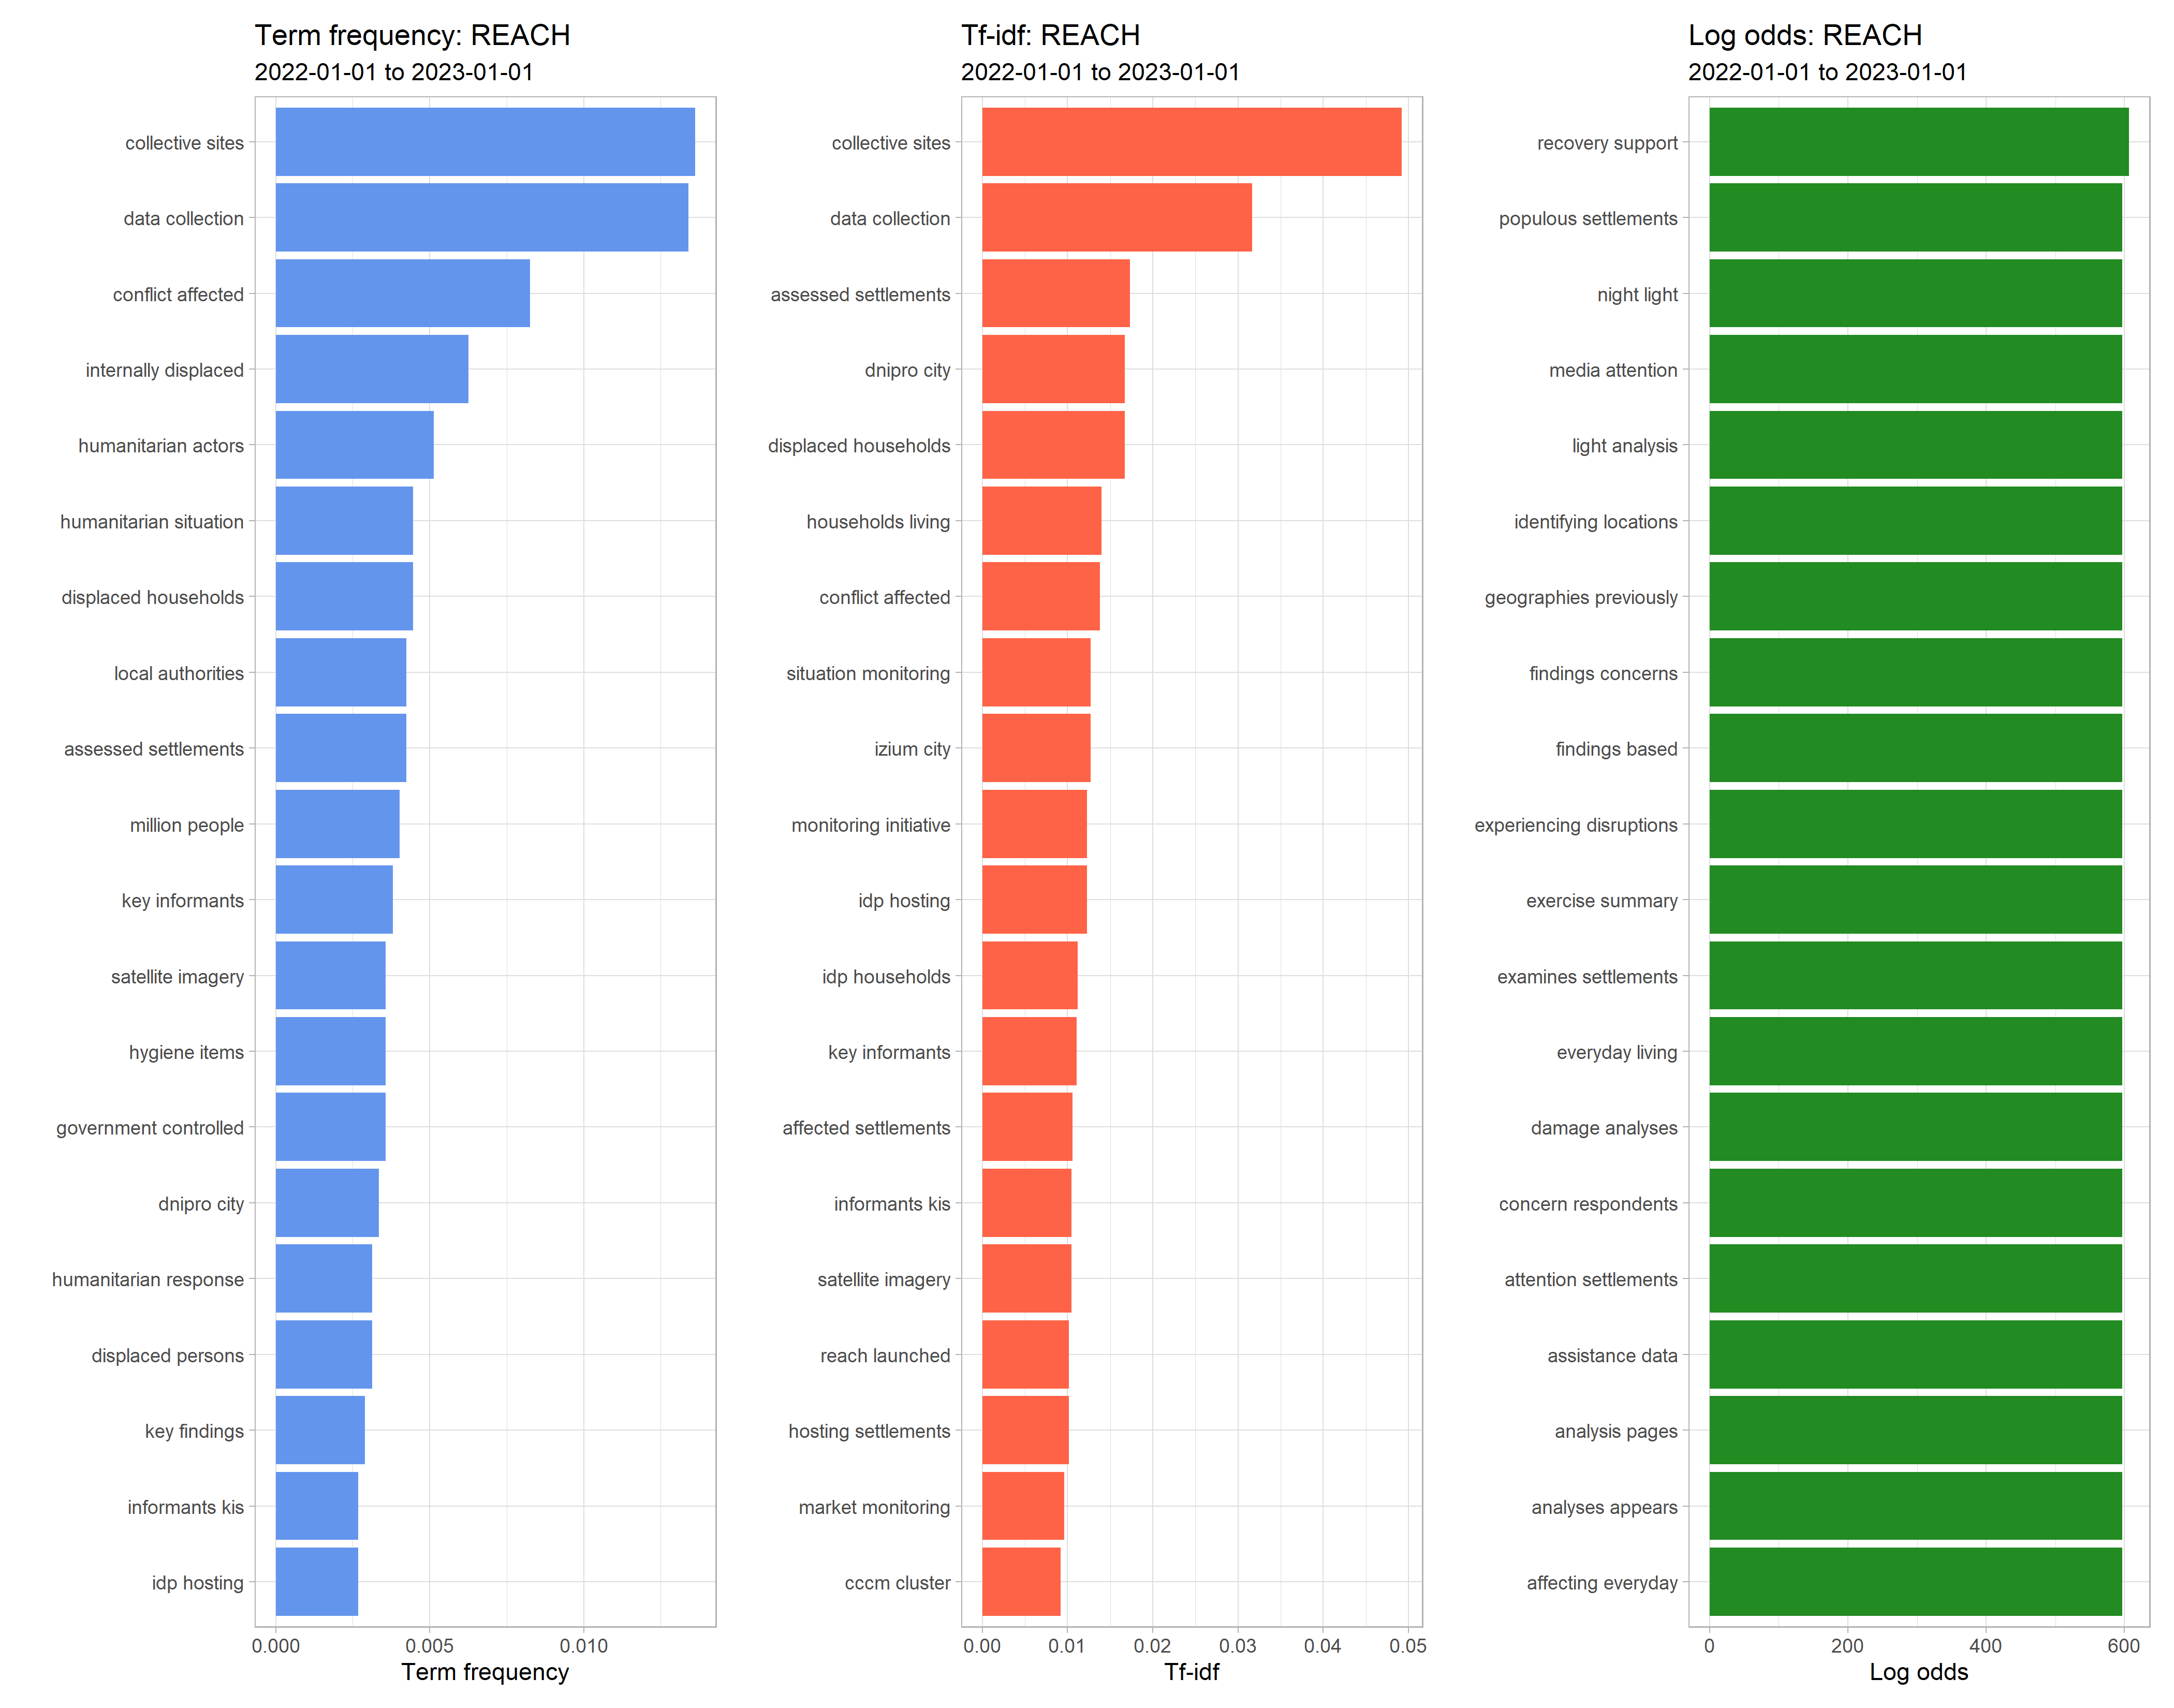 Term frequency: REACH
2022-01-01 to 2023-01-01
collective sites
data collection
conflict affected
internally displaced
humanitarian actors
humanitarian situation
displaced households
local authorities
assessed settlements
million people
key informants
satellite imagery
hygiene items
government controlled
dnipro city
humanitarian response
displaced persons
key findings
informants kis
idp hosting
0.000 0.005 0.010
Term frequency
Tf-idf: REACH
2022-01-01 to 2023-01-01
collective sites
data collection
assessed settlements
dnipro city
displaced households
households living
conflict affected
situation monitoring
izium city
monitoring initiative
idp hosting
idp households
key informants
affected settlements
informants kis
satellite imagery
reach launched
hosting settlements
market monitoring
cccm cluster
0.00 0.01 0.02 0.03 0.04 0.05
Tf-idf
Log odds: REACH
2022-01-01 to 2023-01-01
recovery support
populous settlements
night light
media attention
light analysis
identifying locations
geographies previously
findings concerns
findings based
experiencing disruptions
exercise summary
examines settlements
everyday living
damage analyses
concern respondents
attention settlements
assistance data
analysis pages
analyses appears
affecting everyday
0 200 400 600
Log odds